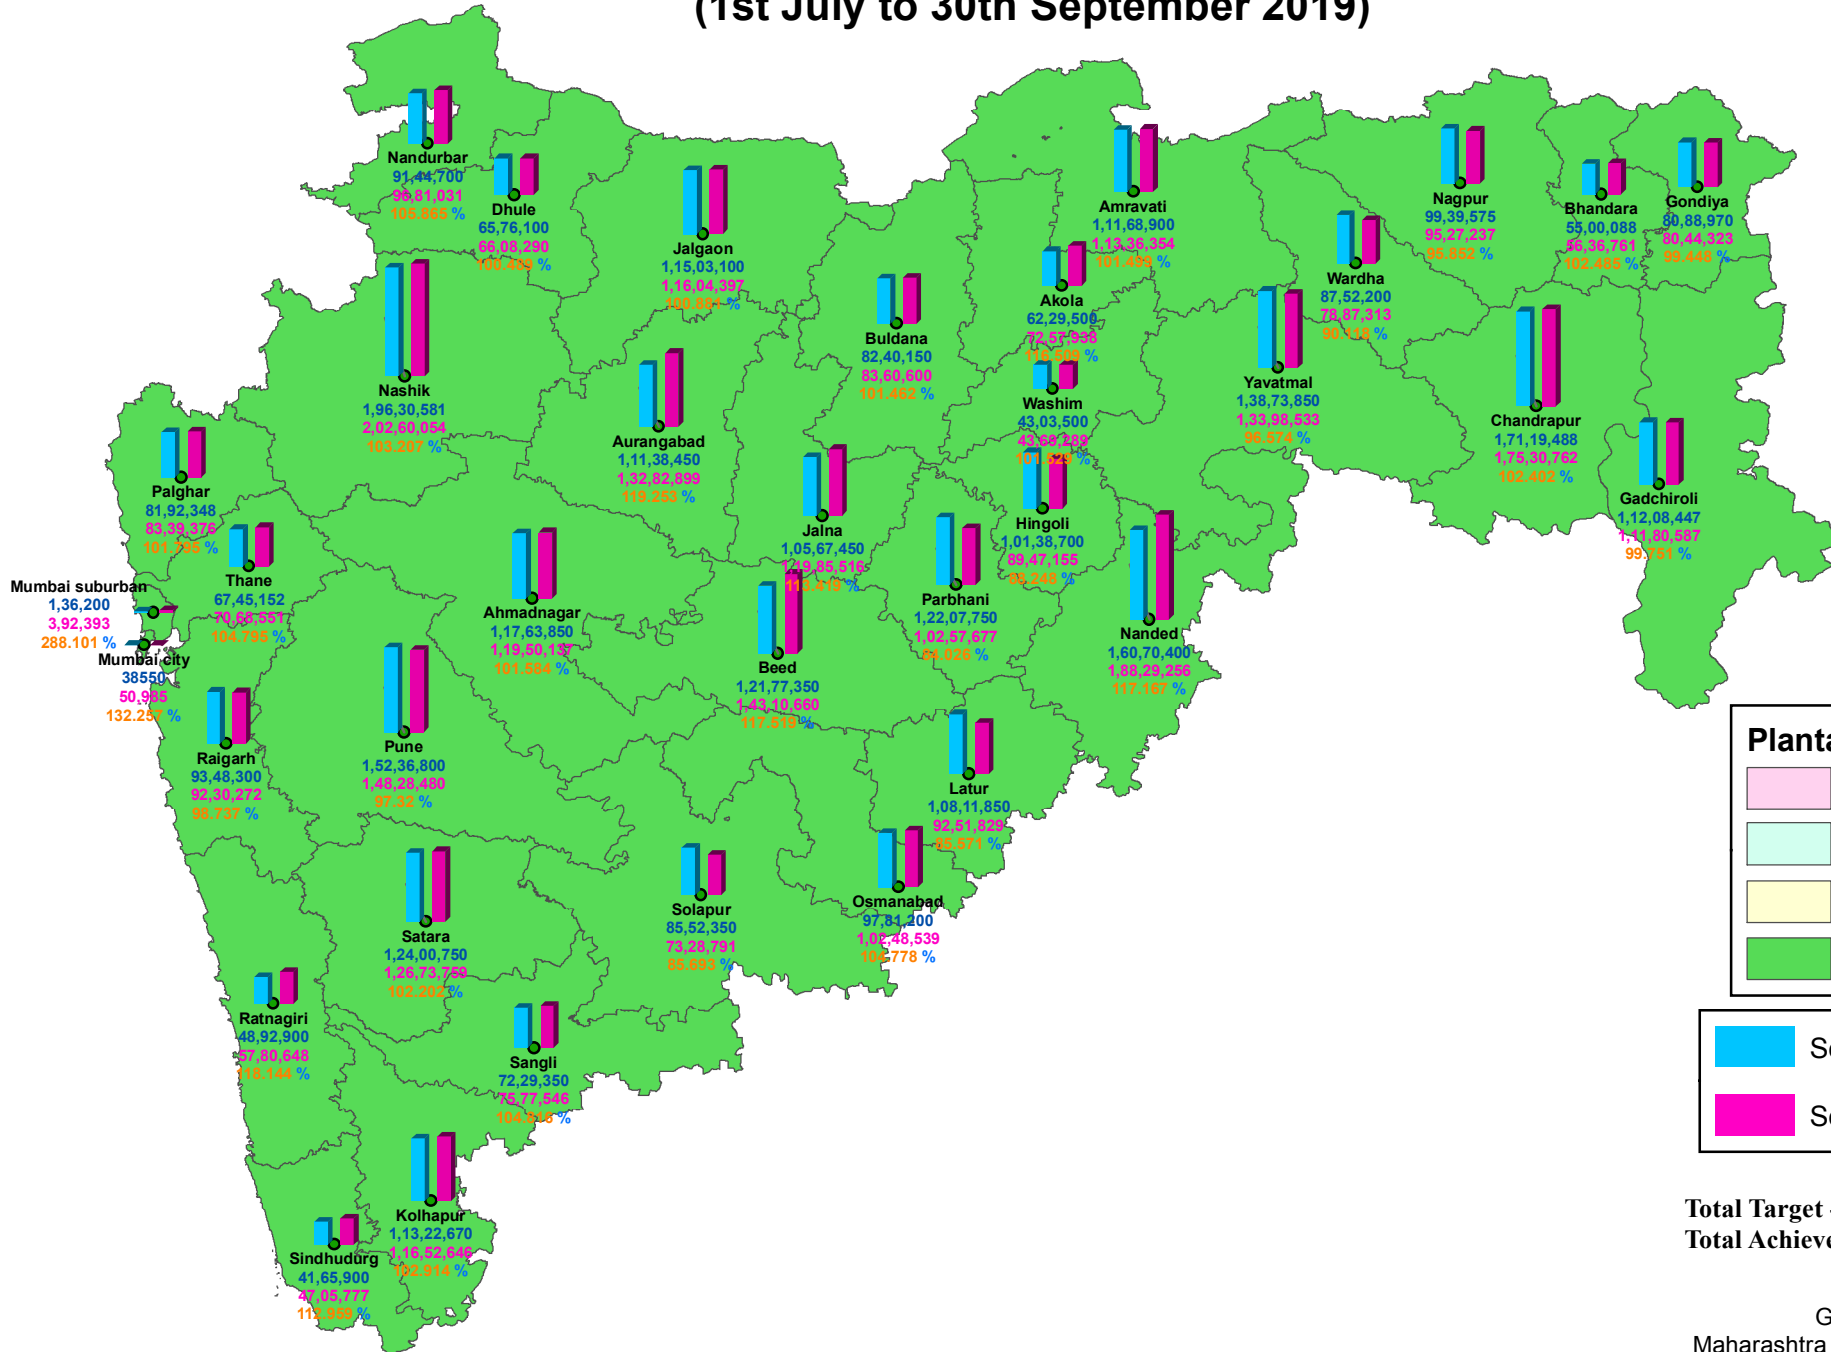 (1st July to 30th September 2019)
Nandurbar
91,44,700
96,81,031
105.865 %
Dhule
65,76,100
66,08,290
100.489 %
Jalgaon
1,15,03,100
1,16,04,397
100.881 %
Nashik
1,96,30,581
2,02,60,054
103.207 %
Buldana
82,40,150
83,60,600
101.462 %
Amravati
1,11,68,900
1,13,36,354
101.499 %
Akola
62,29,500
72,57,938
116.509 %
Washim
43,03,500
43,69,289
101.529 %
Nagpur
99,39,575
95,27,237
95.852 %
Bhandara
55,00,088
56,36,761
102.485 %
Gondiya
80,88,970
80,44,323
99.448 %
Wardha
87,52,200
78,87,313
90.118 %
Yavatmal
1,38,73,850
1,33,98,533
96.574 %
Chandrapur
1,71,19,488
1,75,30,762
102.402 %
Gadchiroli
1,12,08,447
1,11,80,587
99.751 %
Aurangabad
1,11,38,450
1,32,82,899
119.253 %
Jalna
1,05,67,450
1,19,85,516
113.419 %
Hingoli
1,01,38,700
89,47,155
88.248 %
Parbhani
1,22,07,750
1,02,57,677
84.026 %
Nanded
1,60,70,400
1,88,29,256
117.167 %
Palghar
81,92,348
83,39,376
101.795 %
Thane
67,45,152
70,68,551
104.795 %
Mumbai suburban
1,36,200
3,92,393
288.101 %
Mumbai city
38550
50,985
132.257 %
Raigarh
93,48,300
92,30,272
98.737 %
Ahmadnagar
1,17,63,850
1,19,50,137
101.584 %
Beed
1,21,77,350
1,43,10,660
117.519 %
Pune
1,52,36,800
1,48,28,480
97.32 %
Latur
1,08,11,850
92,51,829
85.571 %
Osmanabad
97,81,200
1,02,48,539
104.778 %
Solapur
85,52,350
73,28,791
85.693 %
Satara
1,24,00,750
1,26,73,759
102.202 %
Ratnagiri
48,92,900
57,80,648
118.144 %
Sangli
72,29,350
75,77,546
104.816 %
Kolhapur
1,13,22,670
1,16,52,646
102.914 %
Sindhudurg
41,65,900
47,05,777
112.959 %
Planta
Total Target
Total Achieve
G
Maharashtra